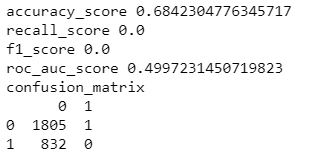 accuracy_score 0.6842304776345717
recall_score 0.0
f1_score 0.0
roc_auc_score 0.4997231450719823
confusion_matrix
0 1
0 1805 1
1 832 0